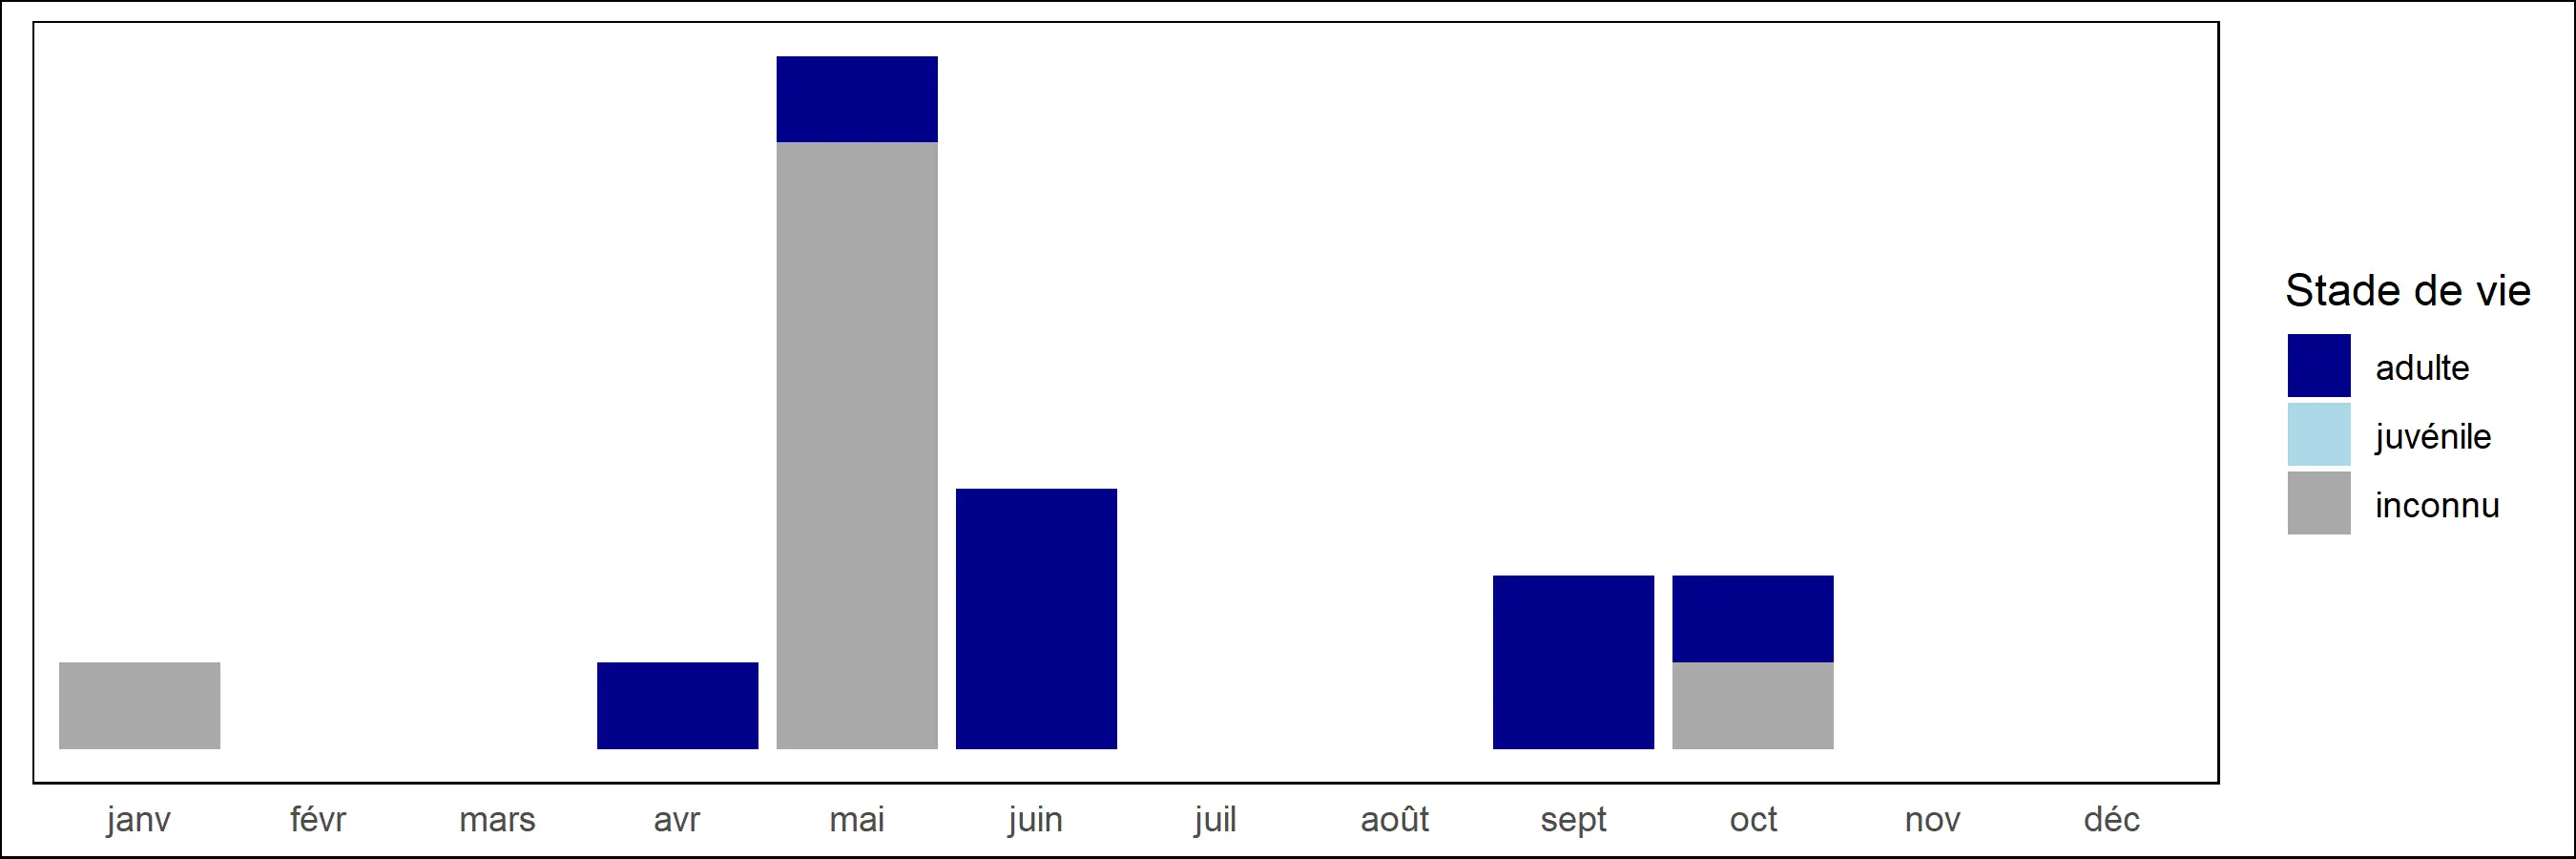 janv févr mars avr mai juin juil août sept oct nov déc
Stade de vie
adulte
juvénile
inconnu